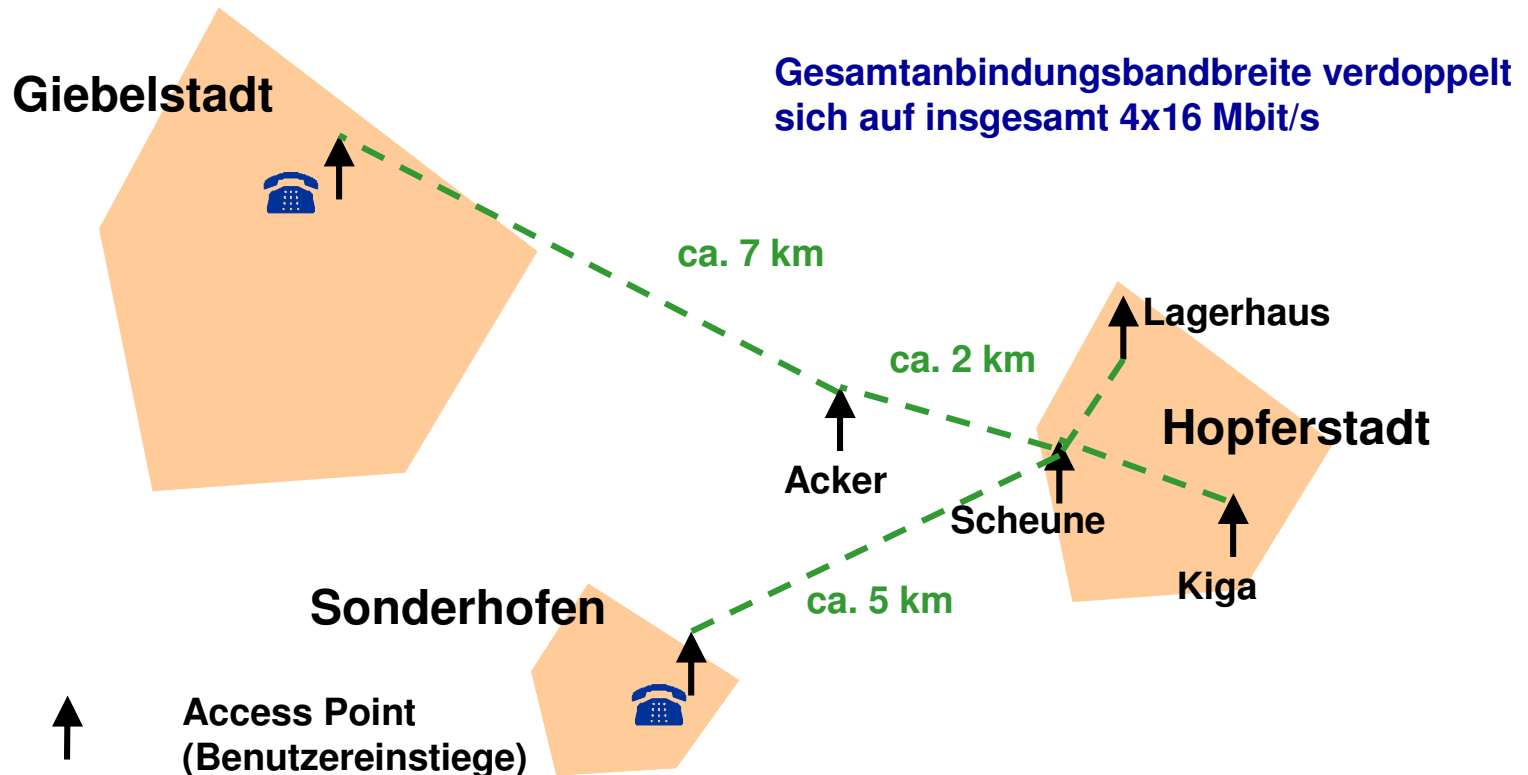 Giebelstadt
Gesamtanbindungsbandbreite verdoppelt
sich auf insgesamt 4x16 Mbit/s
ca. 7 km
Lagerhaus
ca. 2 km
Hopferstadt
Acker
Scheune
Kiga
Sonderhofen
ca. 5 km
Access Point
(Benutzereinstiege)